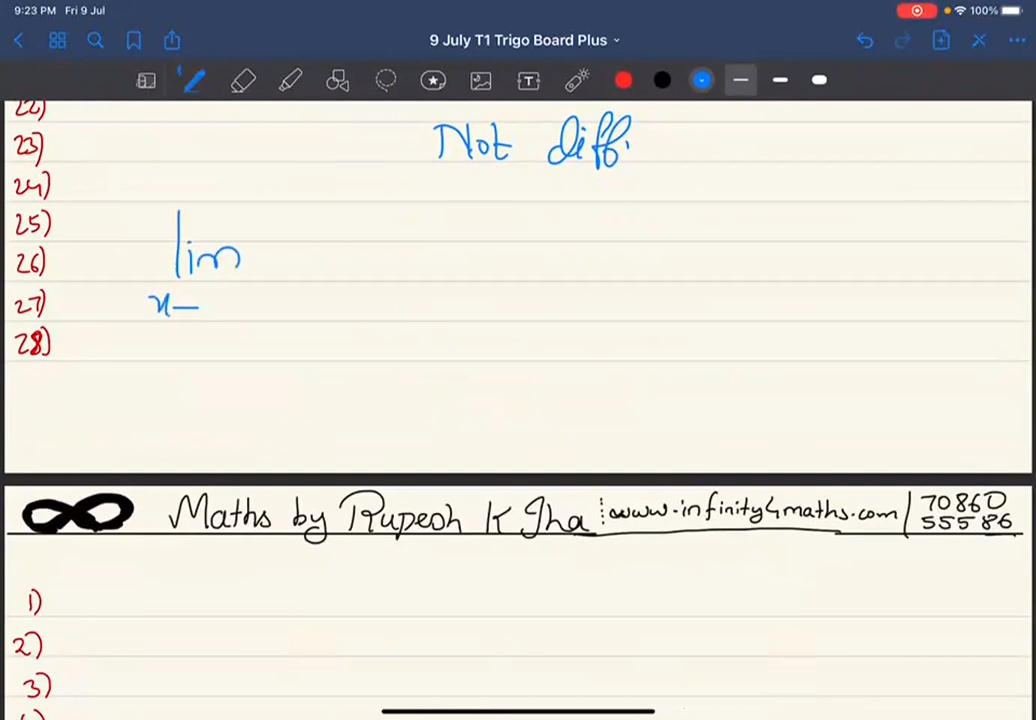 9:23 PM Fri 9 Jul
100%
9 July T1 Trigo Board Plus
22)
23) Not diff.
24)
25)
26) lim
27) x—
28)
Maths by Rupesh K Jha www.infinity4maths.com / 70860 55586
1)
2)
3)